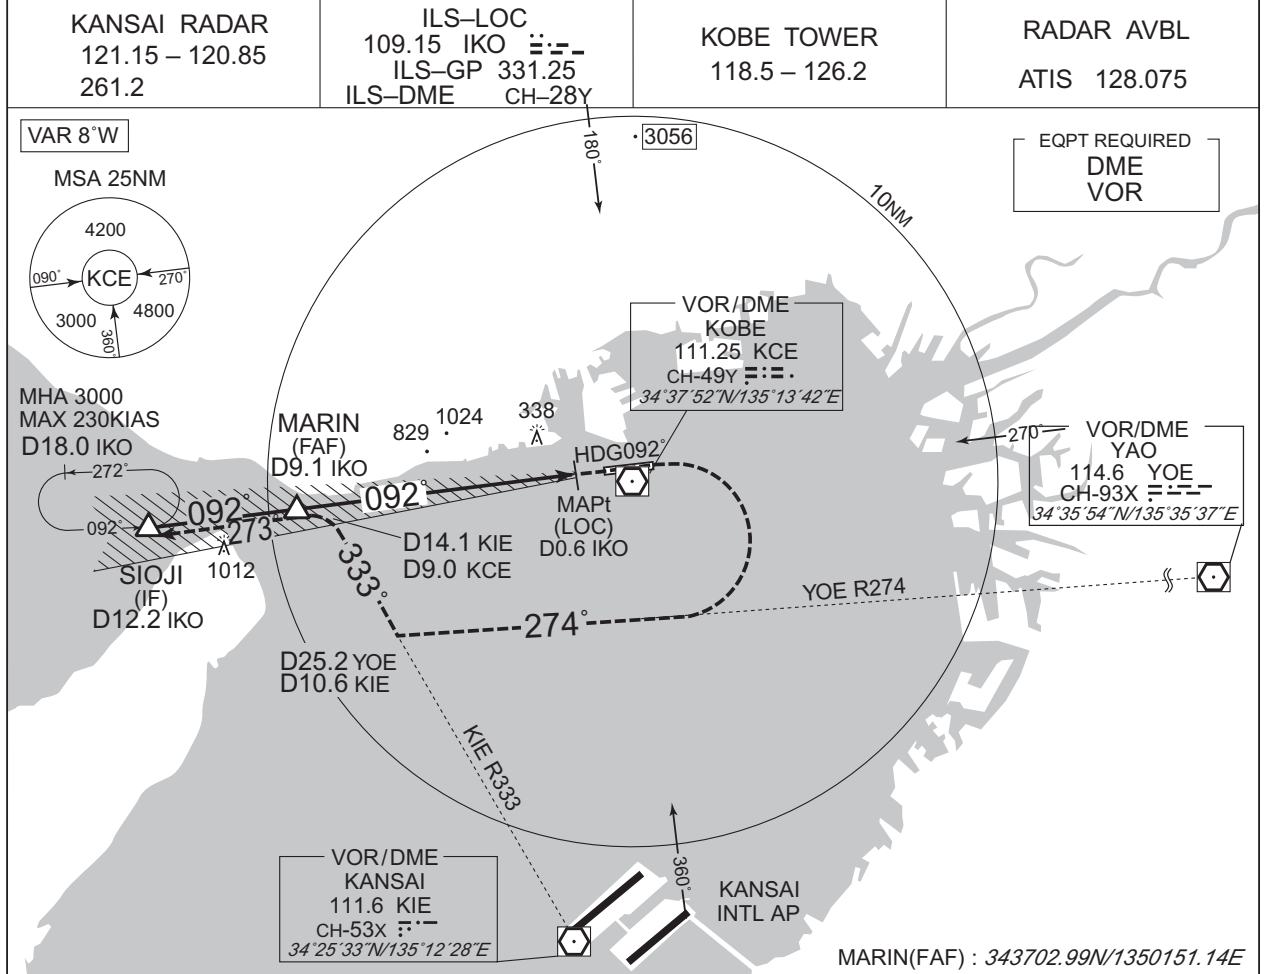 KANSAI RADAR
121.15 – 120.85
261.2
ILS–LOC
109.15 IKO
ILS–GP 331.25
ILS–DME CH–28Y
KOBE TOWER
118.5 – 126.2
RADAR AVBL
ATIS 128.075
VAR 8°W
MSA 25NM
4200
090°
KCE
270°
3000
4800
360°
180°
3056
10NM
EQPT REQUIRED
DME
VOR
VOR/DME
KOBE
111.25 KCE
CH-49Y
34°37´52˝N/135°13´42˝E
MHA 3000
MAX 230KIAS
D18.0 IKO
272°
092°
MARIN
(FAF)
D9.1 IKO
829
1024
338
HDG092°
270°
VOR/DME
YAO
114.6 YOE
CH-93X
34°35´54˝N/135°35´37˝E
092°
092°
273°
MAPt
(LOC)
D0.6 IKO
SIOJI
(IF)
D12.2 IKO
1012
D14.1 KIE
D9.0 KCE
333°
274°
YOE R274
D25.2 YOE
D10.6 KIE
KIE R333
VOR/DME
KANSAI
111.6 KIE
CH-53X
34°25´33˝N/135°12´28˝E
360°
KANSAI
INTL AP
MARIN(FAF) : 343702.99N/1350151.14E